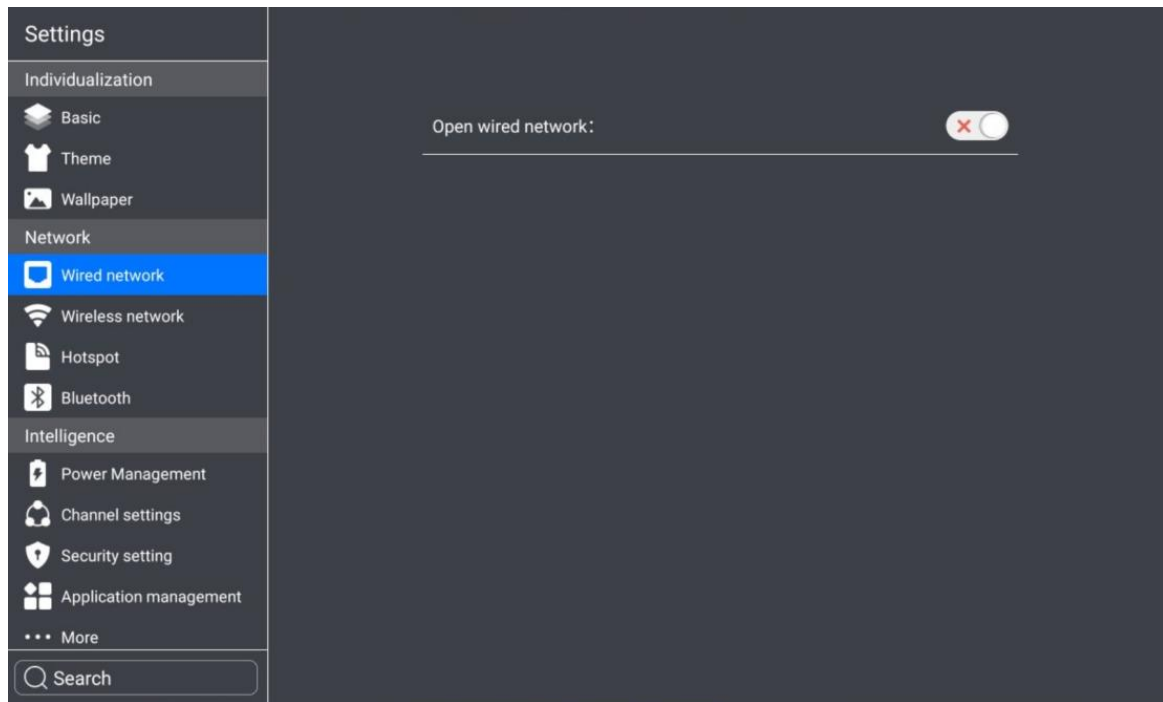 Settings
Individualization
Basic
Theme
Wallpaper
Network
Wired network
Wireless network
Hotspot
Bluetooth
Intelligence
Power Management
Channel settings
Security setting
Application management
More
Search
Open wired network: